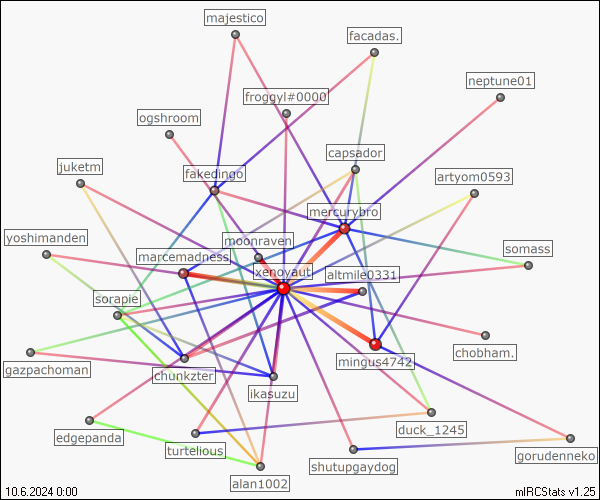 majestico
facadas.
neptune01
froggyl#0000
ogshroom
capsador
juketm
fakedingo
artyom0593
mercurybro
yoshimanden
moonraven
marcemadness
somass
xenoyaut
altmile0331
sorapie
chobham.
mingus4742
gazpachoman
chunkzter
ikasuzu
duck_1245
edgepanda
turtelious
gorudenneko
shutupgaydog
alan1002
10.6.2024 0:00
mIRCStats v1.25